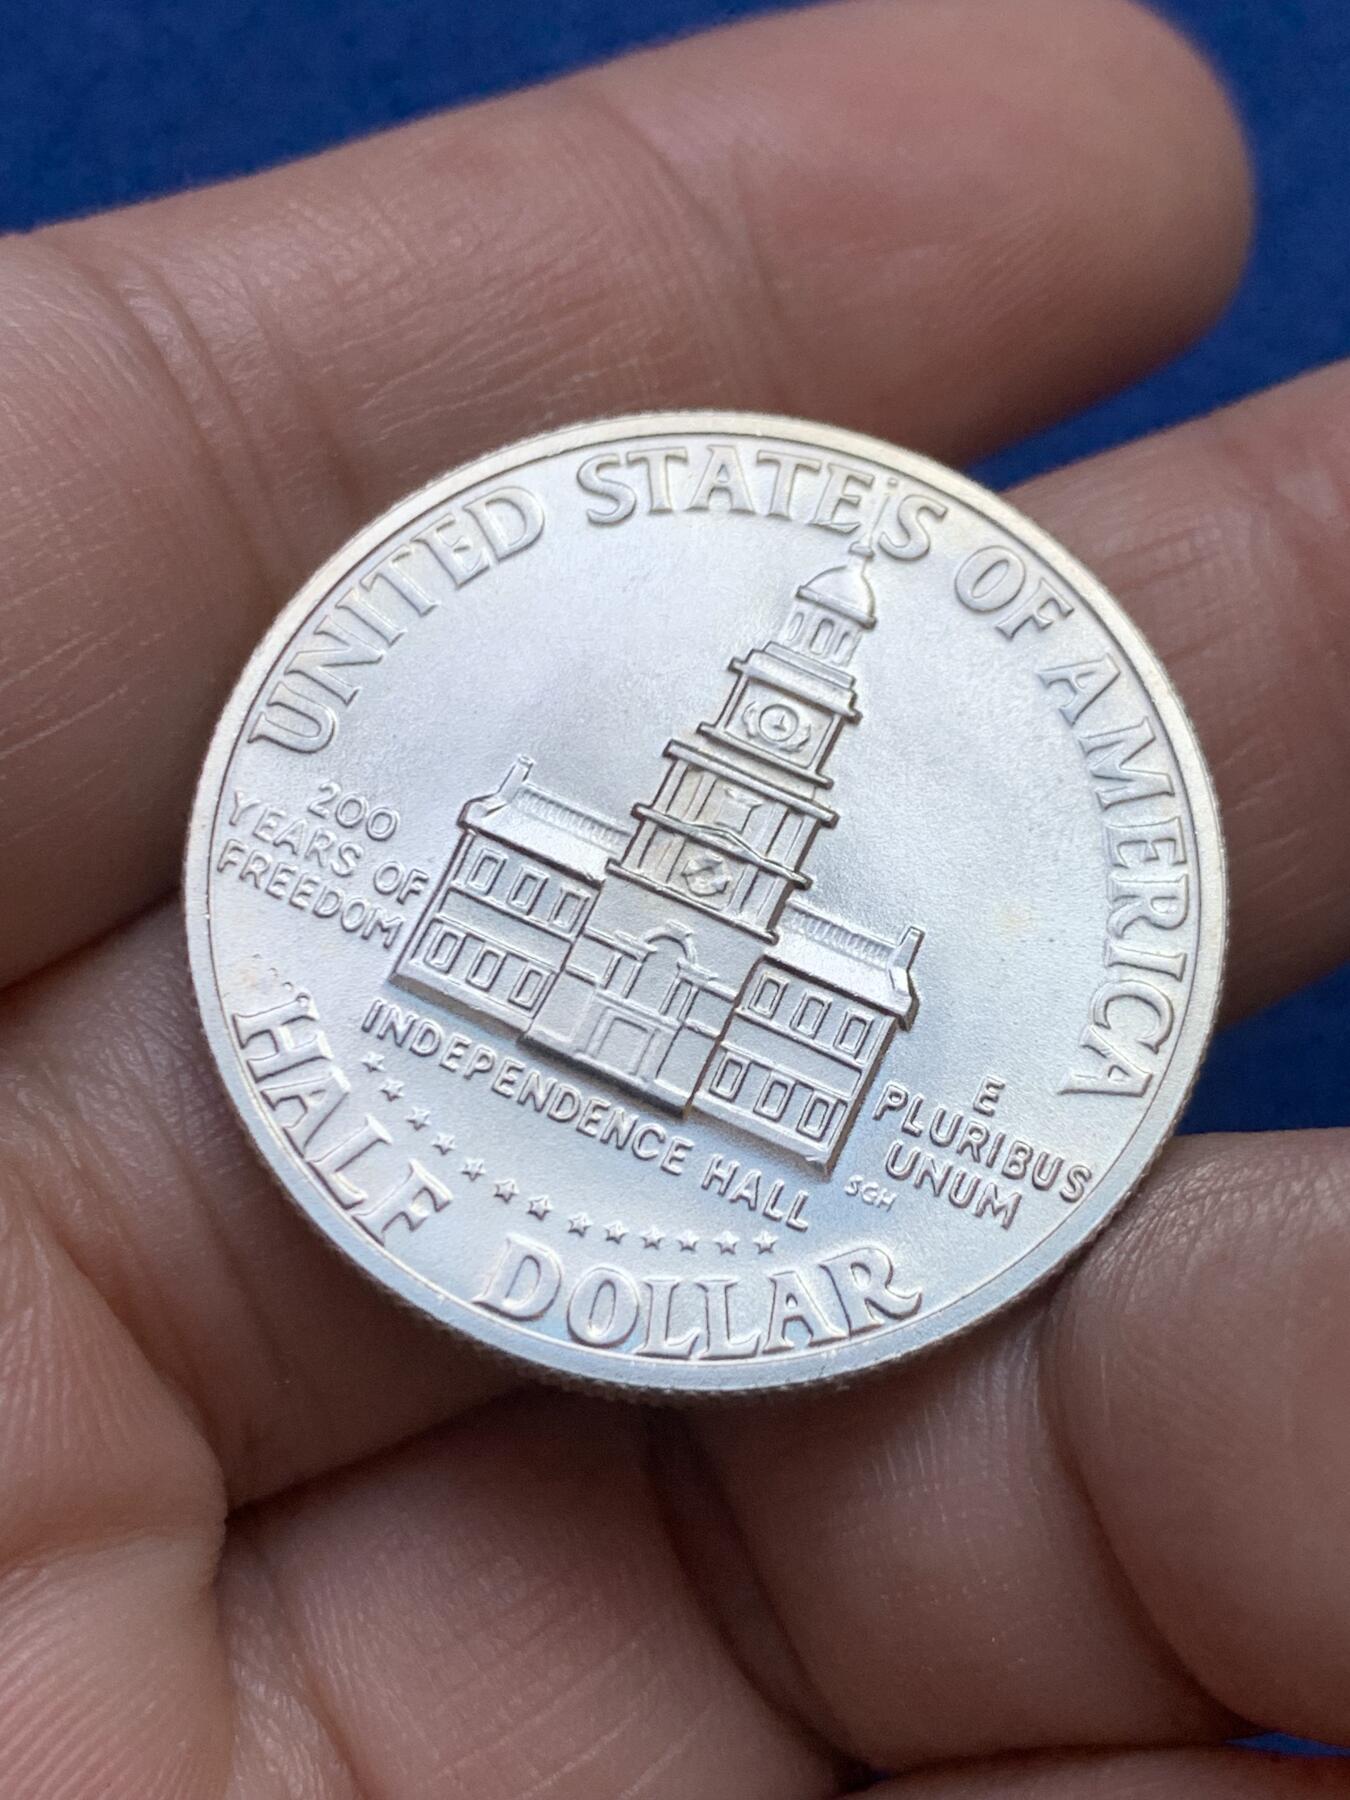 UNITED STATES OF AMERICA
200
YEARS OF
FREEDOM
INDEPENDENCE HALL
E
PLURIBUS
UNUM
SGH
HALF DOLLAR